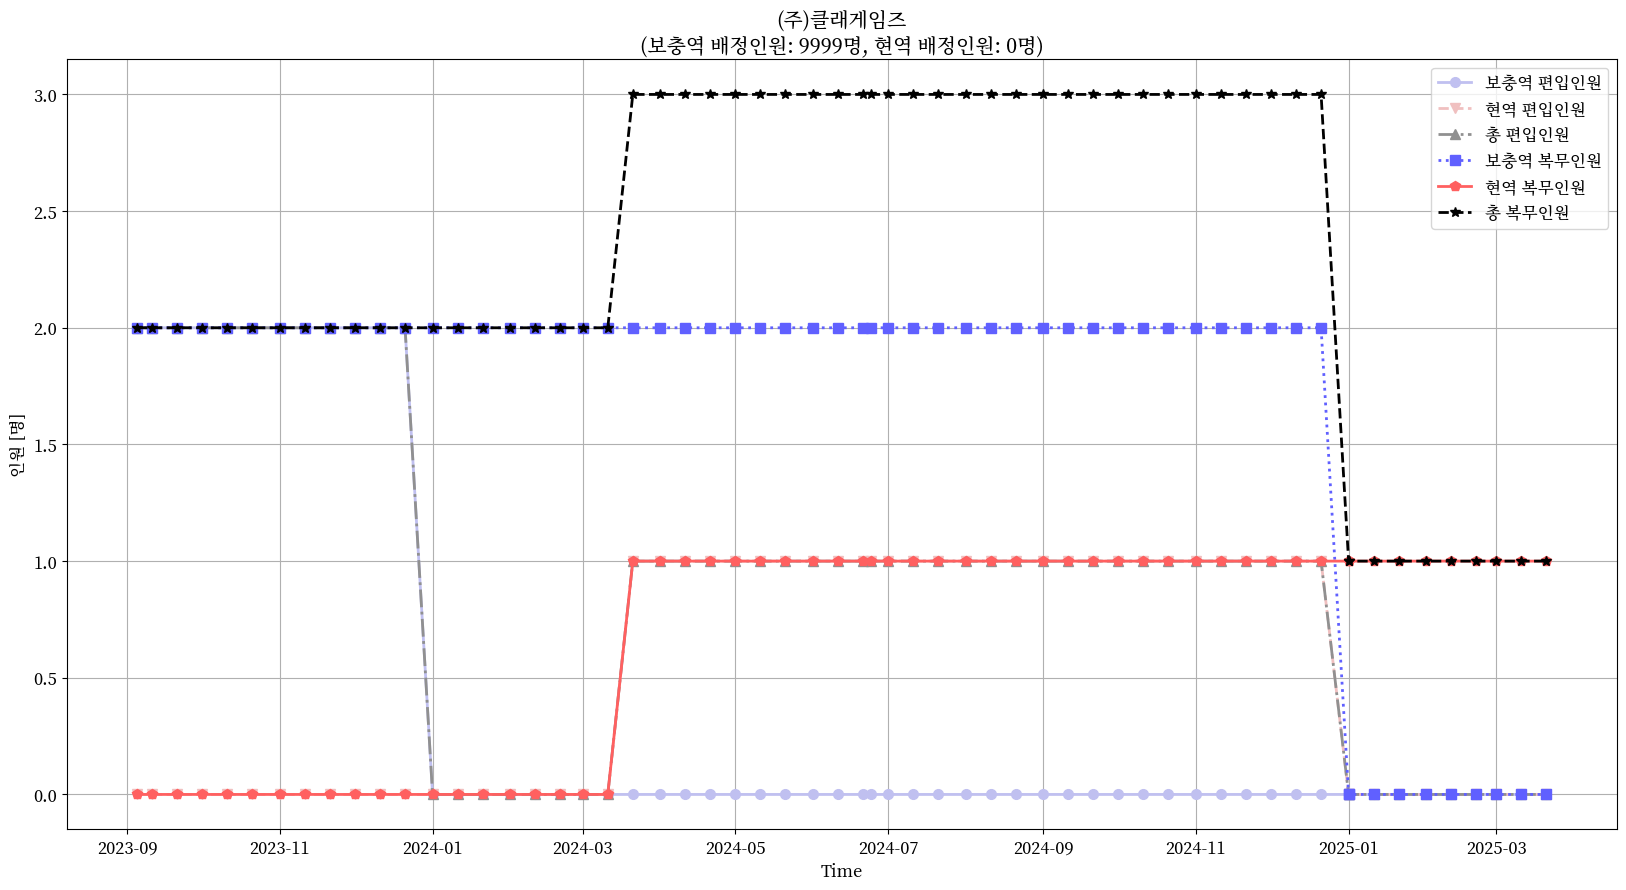 (주)클래게임즈
(보충역 배정인원: 9999명, 현역 배정인원: 0명)
보충역 편입인원
현역 편입인원
총 편입인원
보충역 복무인원
현역 복무인원
총 복무인원
인원 [명]
3.0
2.5
2.0
1.5
1.0
0.5
0.0
2023-09
2023-11
2024-01
2024-03
2024-05
2024-07
2024-09
2024-11
2025-01
2025-03
Time